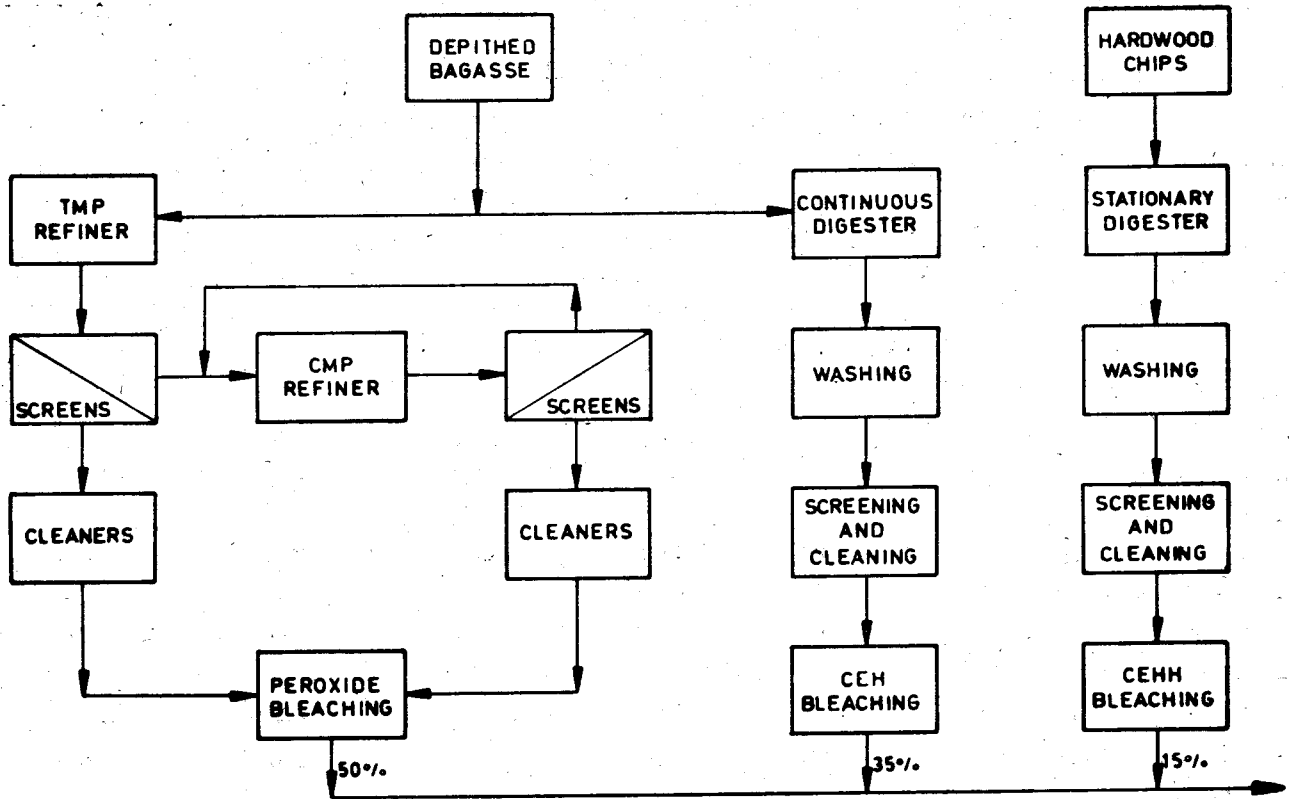 DEPITHED
BAGASSE
HARDWOOD
CHIPS
TMP
REFINER
CONTINUOUS
DIGESTER
STATIONARY
DIGESTER
SCREENS
CMP
REFINER
SCREENS
WASHING
WASHING
CLEANERS
CLEANERS
SCREENING
AND
CLEANING
SCREENING
AND
CLEANING
PEROXIDE
BLEACHING
CEH
BLEACHING
CEHH
BLEACHING
50%
35%
15%